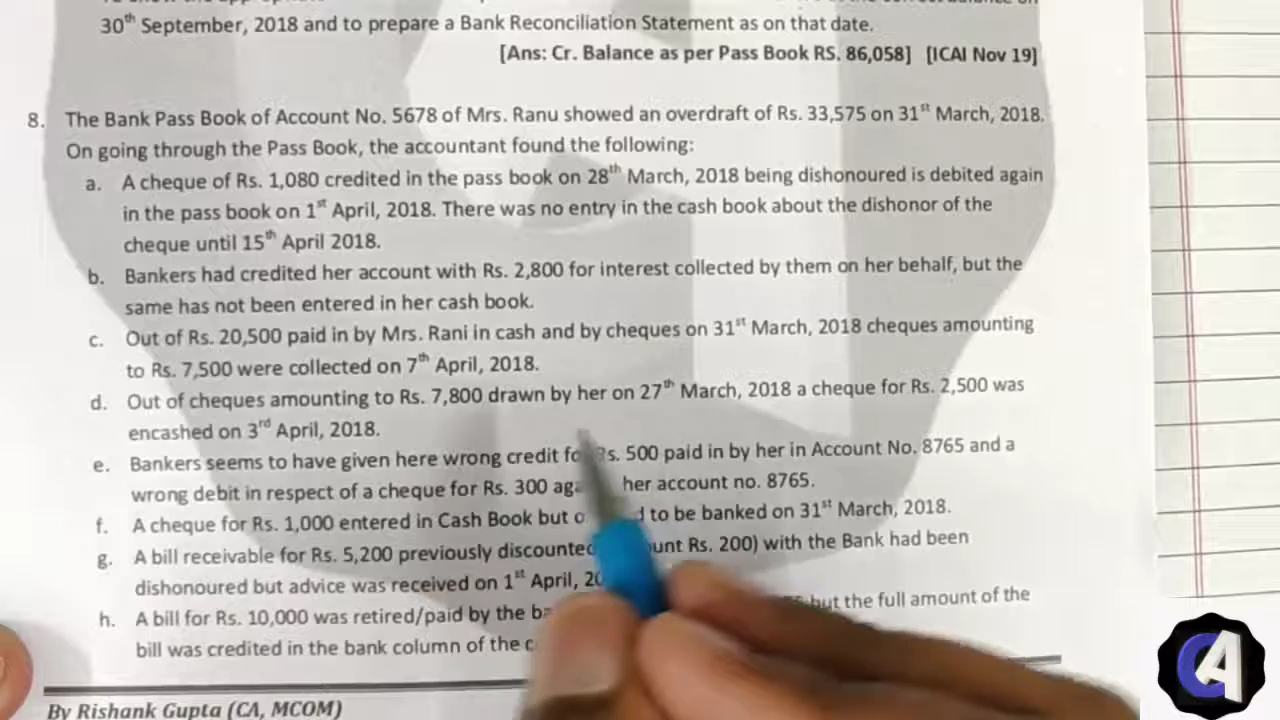 30th September, 2018 and to prepare a Bank Reconciliation Statement as on that date.
[Ans: Cr. Balance as per Pass Book RS. 86,058] [ICAI Nov 19]
8. The Bank Pass Book of Account No. 5678 of Mrs. Ranu showed an overdraft of Rs. 33,575 on 31st March, 2018.
On going through the Pass Book, the accountant found the following:
a. A cheque of Rs. 1,080 credited in the pass book on 28th March, 2018 being dishonoured is debited again
in the pass book on 1st April, 2018. There was no entry in the cash book about the dishonor of the
cheque until 15th April 2018.
b. Bankers had credited her account with Rs. 2,800 for interest collected by them on her behalf, but the
same has not been entered in her cash book.
c. Out of Rs. 20,500 paid in by Mrs. Rani in cash and by cheques on 31st March, 2018 cheques amounting
to Rs. 7,500 were collected on 7th April, 2018.
d. Out of cheques amounting to Rs. 7,800 drawn by her on 27th March, 2018 a cheque for Rs. 2,500 was
encashed on 3rd April, 2018.
e. Bankers seems to have given here wrong credit Rs. 500 paid in by her in Account No. 8765 and a
wrong debit in respect of a cheque for Rs. 300 her account no. 8765.
f. A cheque for Rs. 1,000 entered in Cash Book but to be banked on 31st March, 2018.
g. A bill receivable for Rs. 5,200 previously discounted Rs. 200) with the Bank had been
dishonoured but advice was received on 1st April,
h. A bill for Rs. 10,000 was retired/paid by the but the full amount of the
bill was credited in the bank column of the
By Rishank Gupta (CA, MCOM)
CA